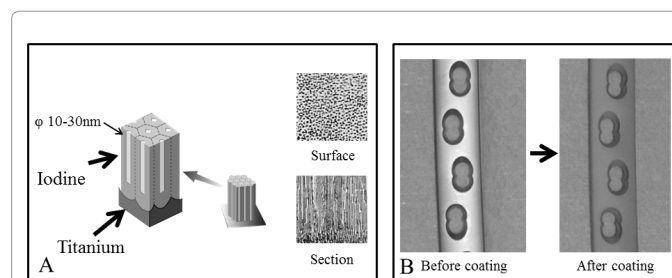 φ 10-30nm
Iodine
Titanium
A
Surface
Section
B
Before coating
After coating